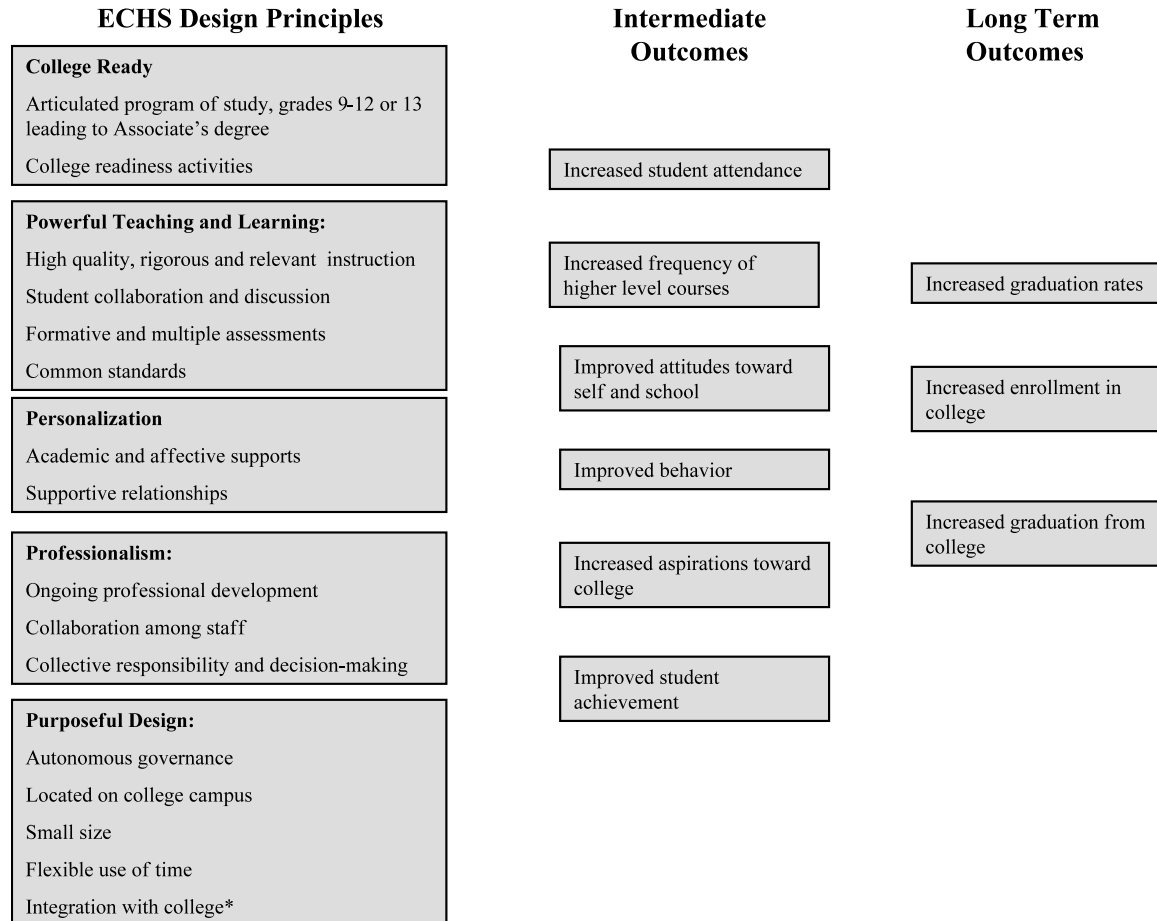 ECHS Design Principles
College Ready
Articulated program of study, grades 9-12 or 13
leading to Associate's degree
College readiness activities
Powerful Teaching and Learning:
High quality, rigorous and relevant instruction
Student collaboration and discussion
Formative and multiple assessments
Common standards
Personalization
Academic and affective supports
Supportive relationships
Professionalism:
Ongoing professional development
Collaboration among staff
Collective responsibility and decision-making
Purposeful Design:
Autonomous governance
Located on college campus
Small size
Flexible use of time
Integration with college*
Intermediate
Outcomes
Increased student attendance
Increased frequency of
higher level courses
Improved attitudes toward
self and school
Improved behavior
Increased aspirations toward
college
Improved student
achievement
Long Term
Outcomes
Increased graduation rates
Increased enrollment in
college
Increased graduation from
college